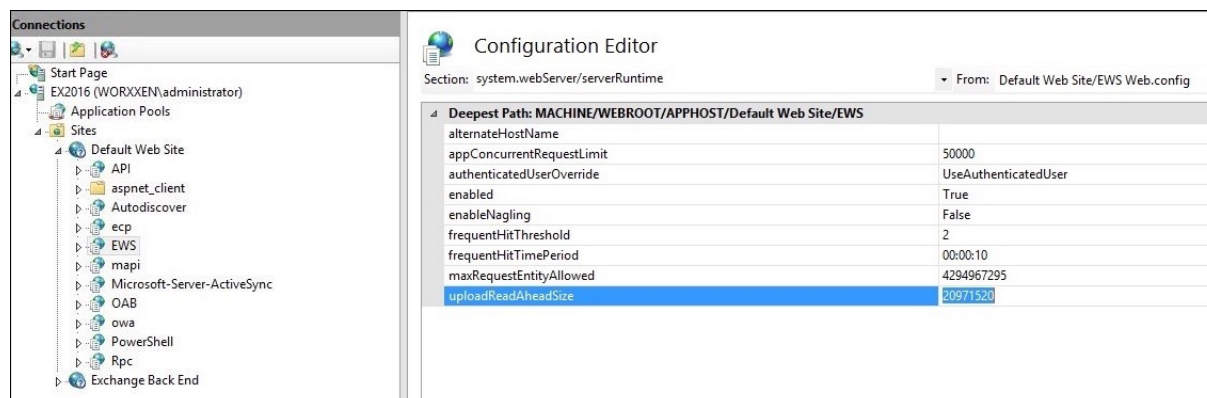 Connections
Start Page
EX2016 (WORXXEN\administrator)
Application Pools
Sites
Default Web Site
API
aspnet_client
Autodiscover
ecp
EWS
mapi
Microsoft-Server-ActiveSync
OAB
owa
PowerShell
Rpc
Exchange Back End
Configuration Editor
Section: system.webServer/serverRuntime From: Default Web Site/EWS Web.config
Deepest Path: MACHINE/WEBROOT/APPHOST/Default Web Site/EWS
alternateHostName
appConcurrentRequestLimit 50000
authenticatedUserOverride UseAuthenticatedUser
enabled True
enableNagling False
frequentHitThreshold 2
frequentHitTimePeriod 00:00:10
maxRequestEntityAllowed 4294967295
uploadReadAheadSize 20971520